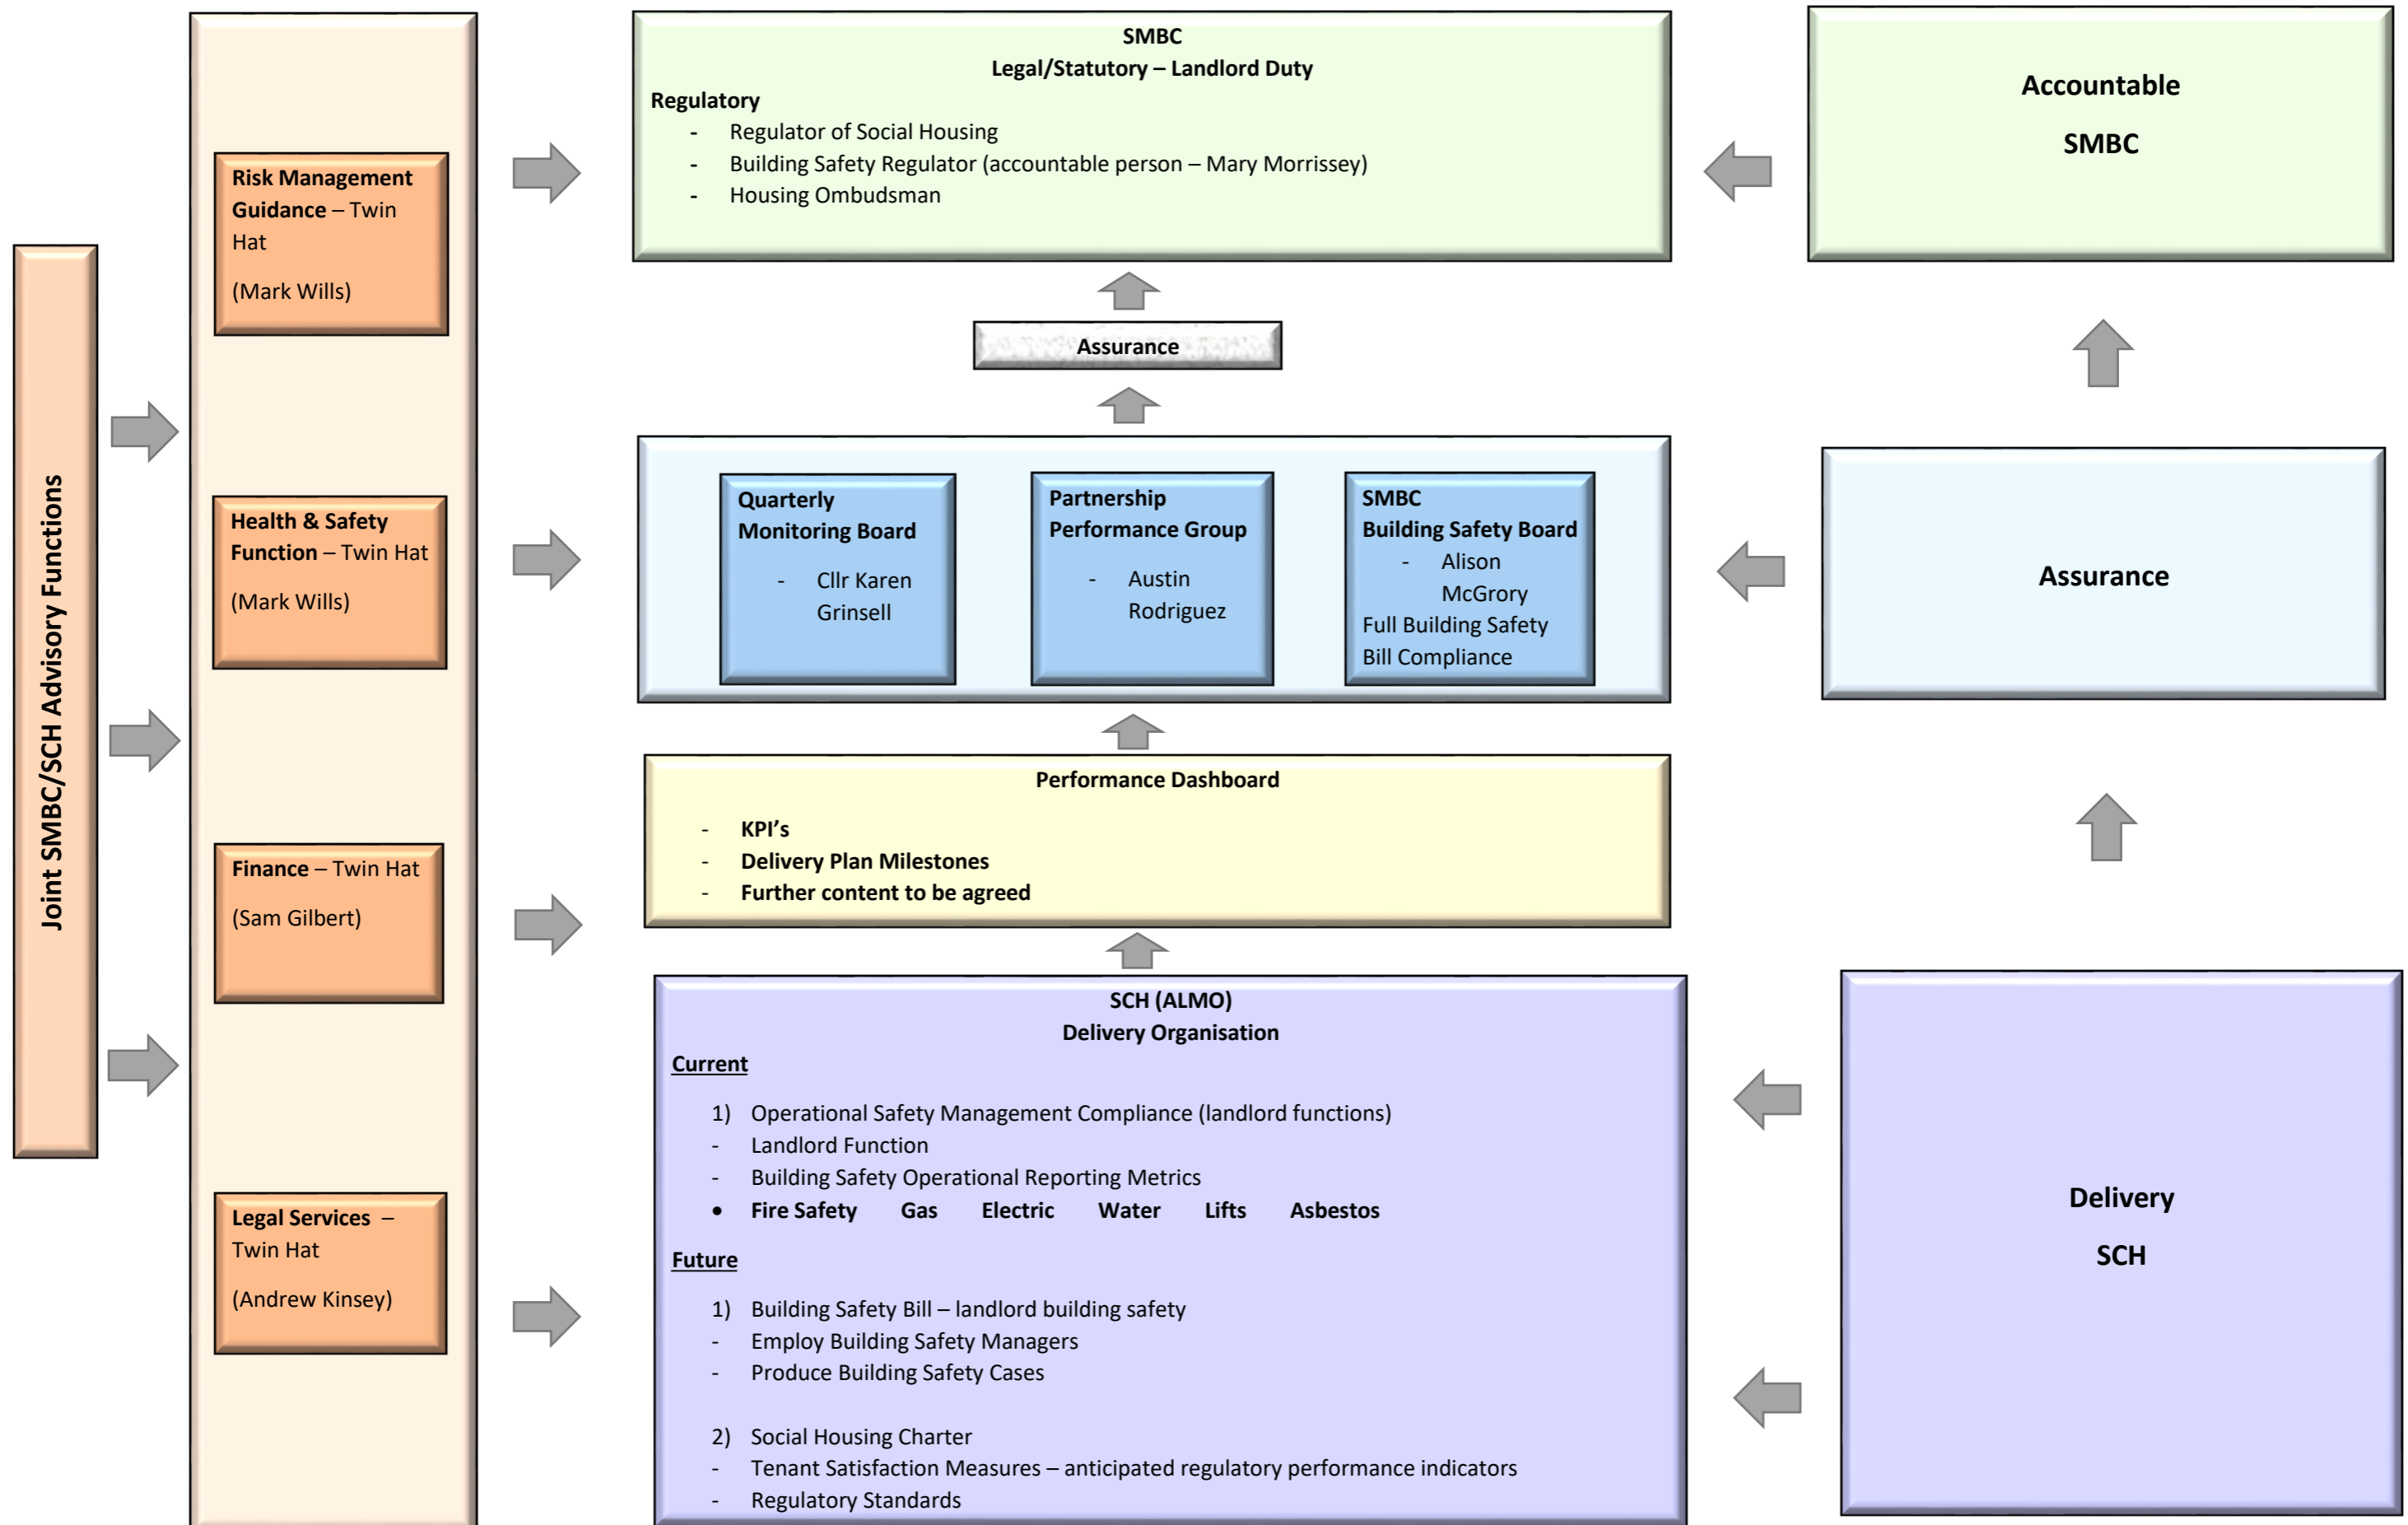 Joint SMBC/SCH Advisory Functions
Risk Management
Guidance – Twin
Hat
(Mark Wills)
Health & Safety
Function – Twin Hat
(Mark Wills)
Finance – Twin Hat
(Sam Gilbert)
Legal Services –
Twin Hat
(Andrew Kinsey)
SMBC
Legal/Statutory – Landlord Duty
Regulatory
- Regulator of Social Housing
- Building Safety Regulator (accountable person – Mary Morrissey)
- Housing Ombudsman
Assurance
Quarterly
Monitoring Board
- Cllr Karen
Grinsell
Partnership
Performance Group
- Austin
Rodriguez
SMBC
Building Safety Board
- Alison
McGrory
Full Building Safety
Bill Compliance
Performance Dashboard
- KPI's
- Delivery Plan Milestones
- Further content to be agreed
SCH (ALMO)
Delivery Organisation
Current
1) Operational Safety Management Compliance (landlord functions)
- Landlord Function
- Building Safety Operational Reporting Metrics
• Fire Safety Gas Electric Water Lifts Asbestos
Future
1) Building Safety Bill – landlord building safety
- Employ Building Safety Managers
- Produce Building Safety Cases
2) Social Housing Charter
- Tenant Satisfaction Measures – anticipated regulatory performance indicators
- Regulatory Standards
Accountable
SMBC
Assurance
Delivery
SCH